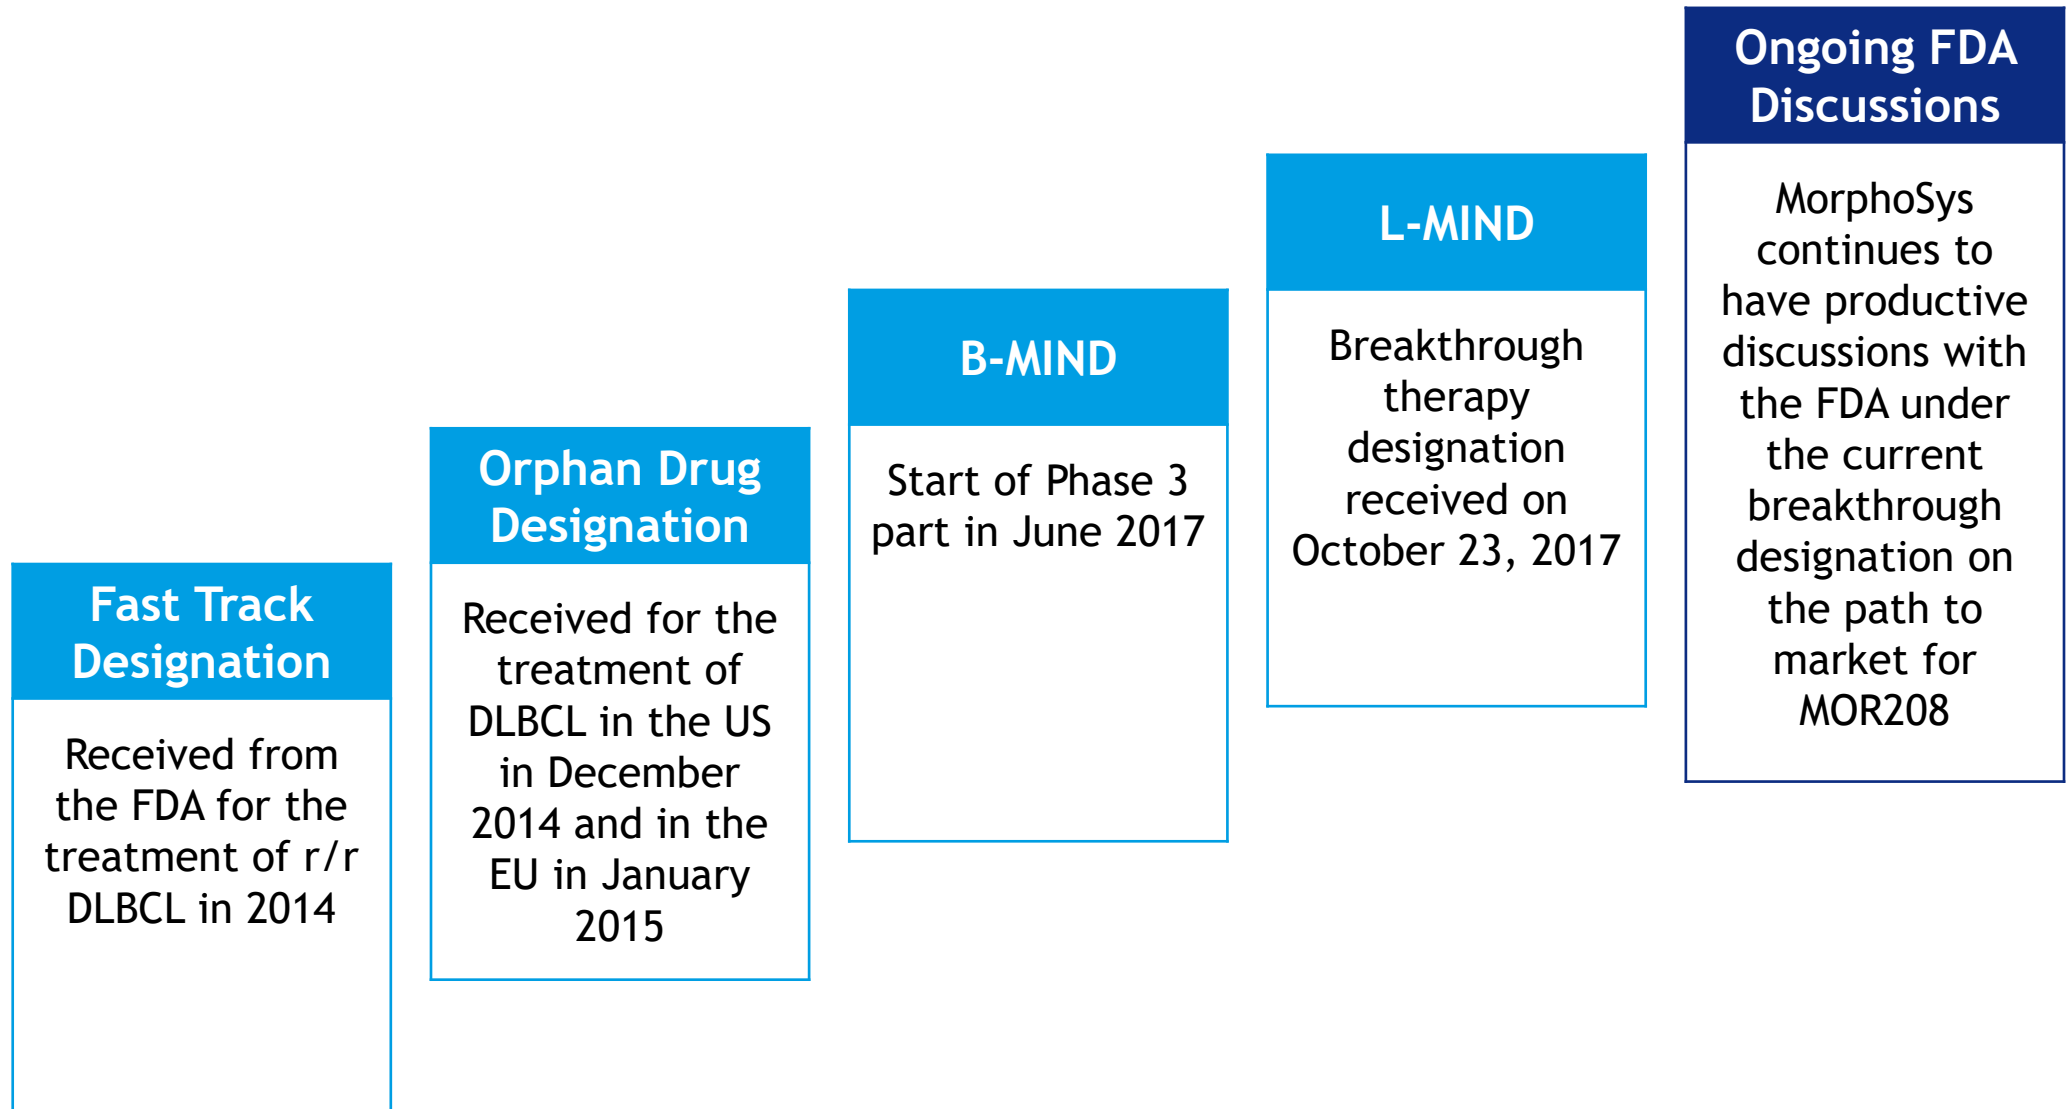 Fast Track
Designation
Received from
the FDA for the
treatment of r/r
DLBCL in 2014
Orphan Drug
Designation
Received for the
treatment of
DLBCL in the US
in December
2014 and in the
EU in January
2015
B-MIND
Start of Phase 3
part in June 2017
L-MIND
Breakthrough
therapy
designation
received on
October 23, 2017
Ongoing FDA
Discussions
MorphoSys
continues to
have productive
discussions with
the FDA under
the current
breakthrough
designation on
the path to
market for
MOR208